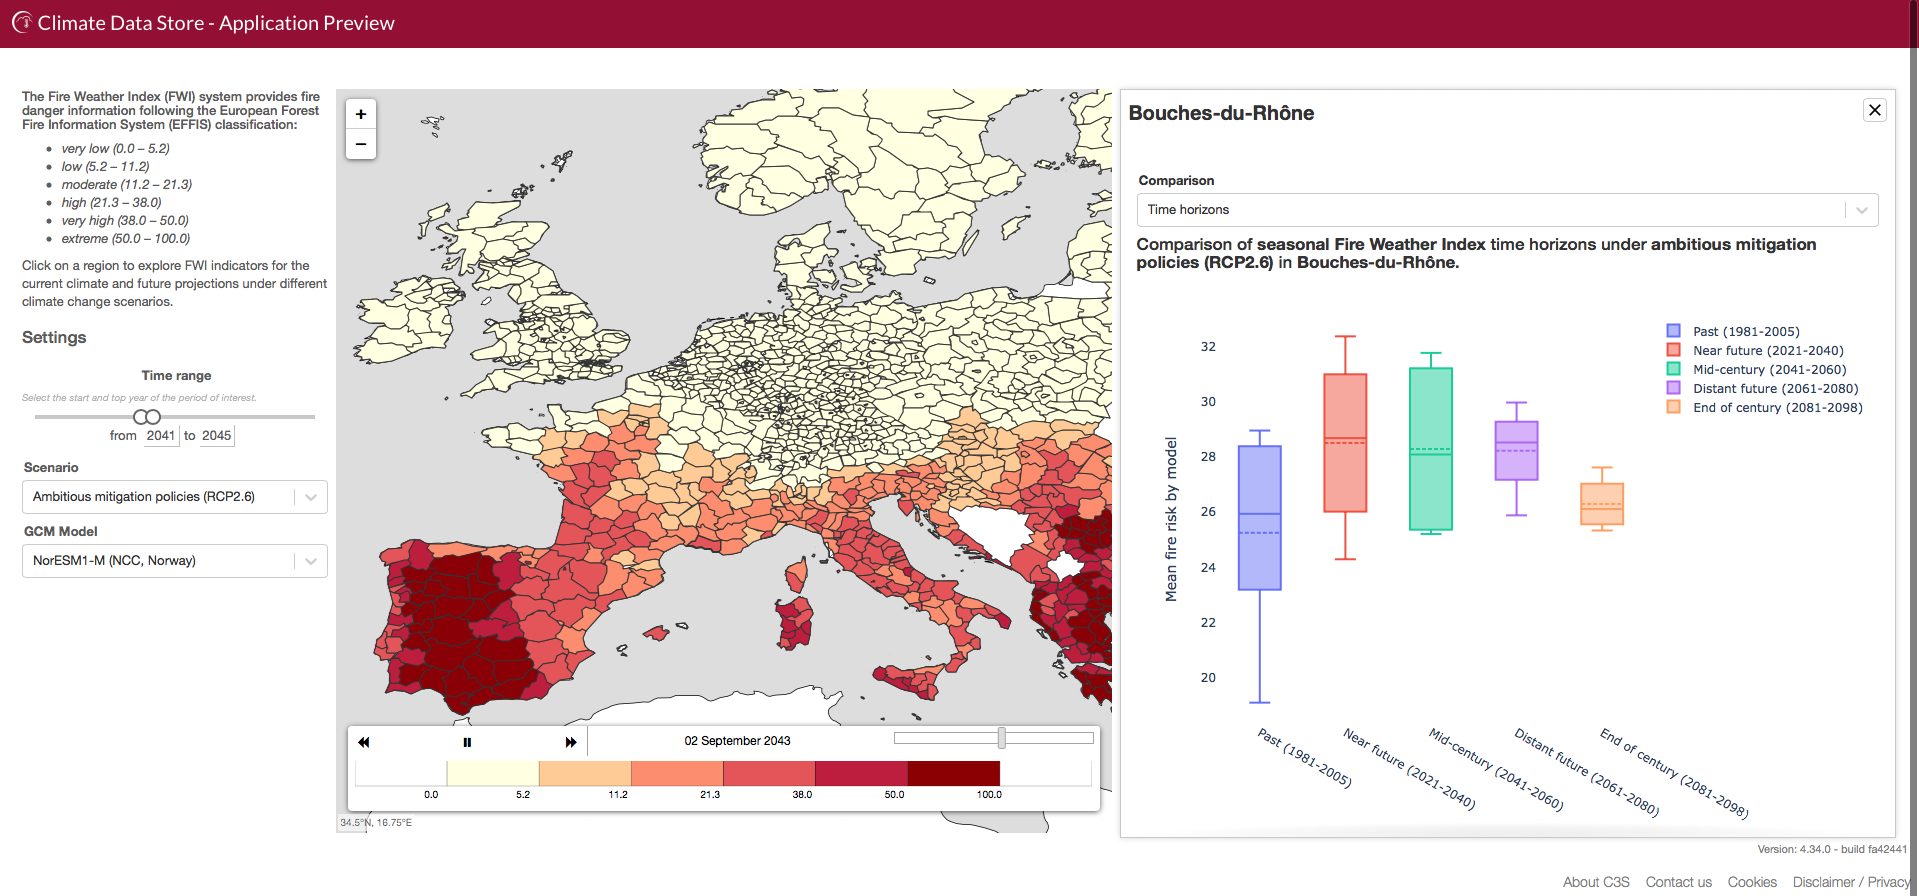 Climate Data Store - Application Preview
The Fire Weather Index (FWI) system provides fire
danger information following the European Forest
Fire Information System (EFFIS) classification:
very low (0.0 – 5.2)
low (5.2 – 11.2)
moderate (11.2 – 21.3)
high (21.3 – 38.0)
very high (38.0 – 50.0)
extreme (50.0 – 100.0)
Click on a region to explore FWI indicators for the
current climate and future projections under different
climate change scenarios.
Settings
Time range
Select the start and top year of the period of interest.
from 2041 to 2045
Scenario
Ambitious mitigation policies (RCP2.6)
GCM Model
NorESM1-M (NCC, Norway)
+
−
02 September 2043
0.0 5.2 11.2 21.3 38.0 50.0 100.0
34.5°N, 16.75°E
Bouches-du-Rhône
Comparison
Time horizons
Comparison of seasonal Fire Weather Index time horizons under ambitious mitigation
policies (RCP2.6) in Bouches-du-Rhône.
Mean fire risk by model
32
30
28
26
24
22
20
Past (1981-2005)
Near future (2021-2040)
Mid-century (2041-2060)
Distant future (2061-2080)
End of century (2081-2098)
Past (1981-2005)
Near future (2021-2040)
Mid-century (2041-2060)
Distant future (2061-2080)
End of century (2081-2098)
Version: 4.34.0 - build fa42441
About C3S Contact us Cookies Disclaimer / Privacy